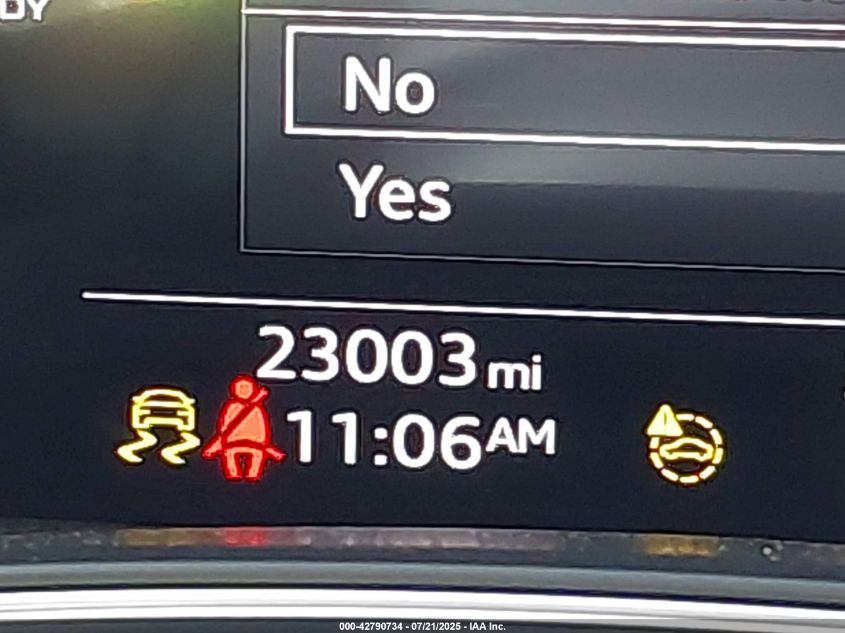 No
Yes
23003 mi
11:06 AM
000-42790734 - 07/21/2025 - IAA Inc.